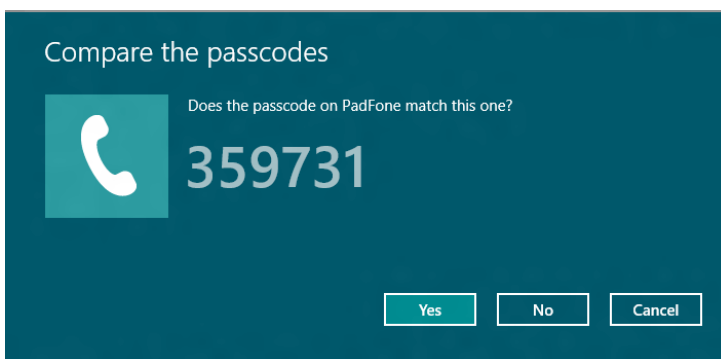 Compare the passcodes
Does the passcode on PadFone match this one?
359731
Yes No Cancel